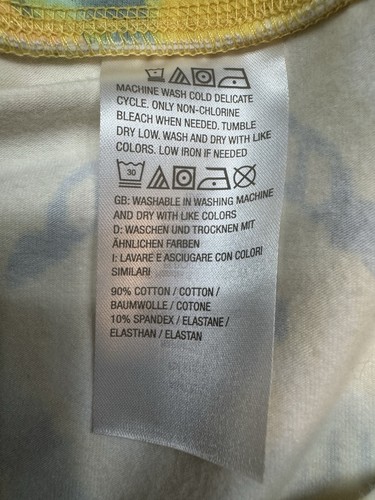 MACHINE WASH COLD DELICATE
CYCLE. ONLY NON-CHLORINE
BLEACH WHEN NEEDED. TUMBLE
DRY LOW. WASH AND DRY WITH LIKE
COLORS. LOW IRON IF NEEDED
30
GB: WASHABLE IN WASHING MACHINE
AND DRY WITH LIKE COLORS
D: WASCHEN UND TROCKNEN MIT
ÄHNLICHEN FARBEN
I: LAVARE E ASCIUGARE CON COLORI
SIMILARI
90% COTTON / COTTON /
BAUMWOLLE / COTONE
10% SPANDEX / ELASTANE /
ELASTHAN / ELASTAN